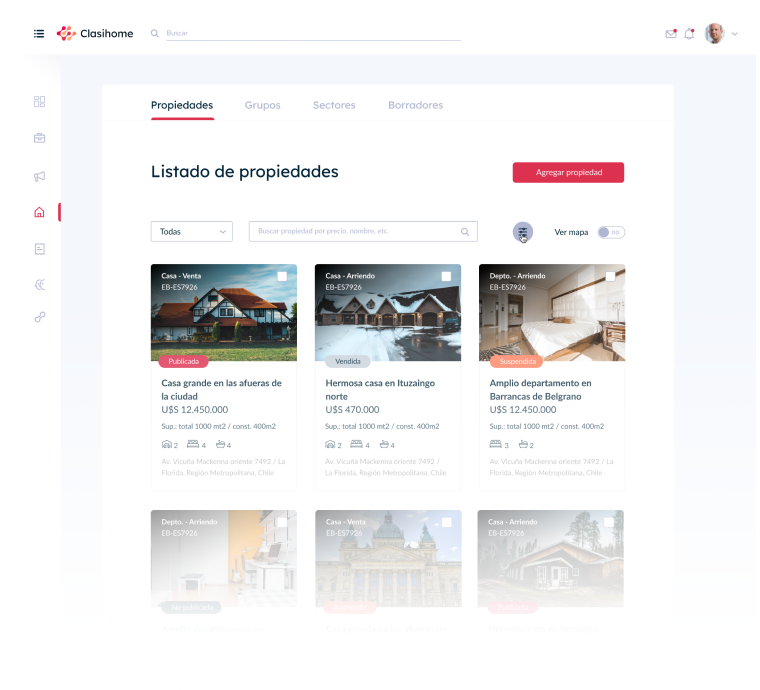 Clasihome
Buscar
Propiedades
Grupos
Sectores
Borradores
Listado de propiedades
Agregar propiedad
Todas
Buscar propiedad por precio, nombre, etc.
Ver mapa
no
Casa - Venta
EB-ES7926
Publicada
Casa grande en las afueras de
la ciudad
U$S 12.450.000
Sup.: total 1000 mt2 / const. 400m2
2 4 4
Av. Vicuña Mackenna oriente 7492 / La
Florida, Región Metropolitana, Chile
Casa - Arriendo
EB-ES7926
Vendida
Hermosa casa en Ituzaingo
norte
U$S 470.000
Sup.: total 1000 mt2 / const. 400m2
2 4 4
Av. Vicuña Mackenna oriente 7492 /
La Florida, Región Metropolitana, Chile
Depto. - Arriendo
EB-ES7926
Suspendida
Amplio departamento en
Barrancas de Belgrano
U$S 12.450.000
Sup.: total 1000 mt2 / const. 400m2
3 2
Av. Vicuña Mackenna oriente 7492 / La
Florida, Región Metropolitana, Chile
Depto. - Arriendo
EB-ES7926
No publicada
Casa - Venta
EB-ES7926
Casa - Arriendo
EB-ES7926
Publicada